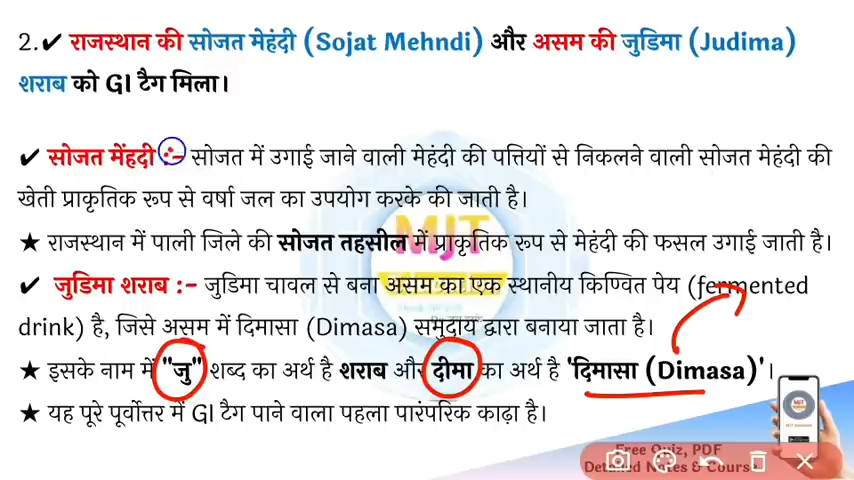 2.✔ राजस्थान की सोजत मेहंदी (Sojat Mehndi) और असम की जुडिमा (Judima)
शराब को GI टैग मिला।
✔ सोजत मेंहदी :- सोजत में उगाई जाने वाली मेहंदी की पत्तियों से निकलने वाली सोजत मेहंदी की
खेती प्राकृतिक रूप से वर्षा जल का उपयोग करके की जाती है।
★ राजस्थान में पाली जिले की सोजत तहसील में प्राकृतिक रूप से मेहंदी की फसल उगाई जाती है।
✔ जुडिमा शराब :- जुडिमा चावल से बना असम का एक स्थानीय किण्वित पेय (fermented
drink) है, जिसे असम में दिमासा (Dimasa) समुदाय द्वारा बनाया जाता है।
★ इसके नाम में "जु" शब्द का अर्थ है शराब और दीमा का अर्थ है 'दिमासा (Dimasa)'।
★ यह पूरे पूर्वोत्तर में GI टैग पाने वाला पहला पारंपरिक काढ़ा है।
MJT
Free Quiz, PDF
Detailed Notes & Course